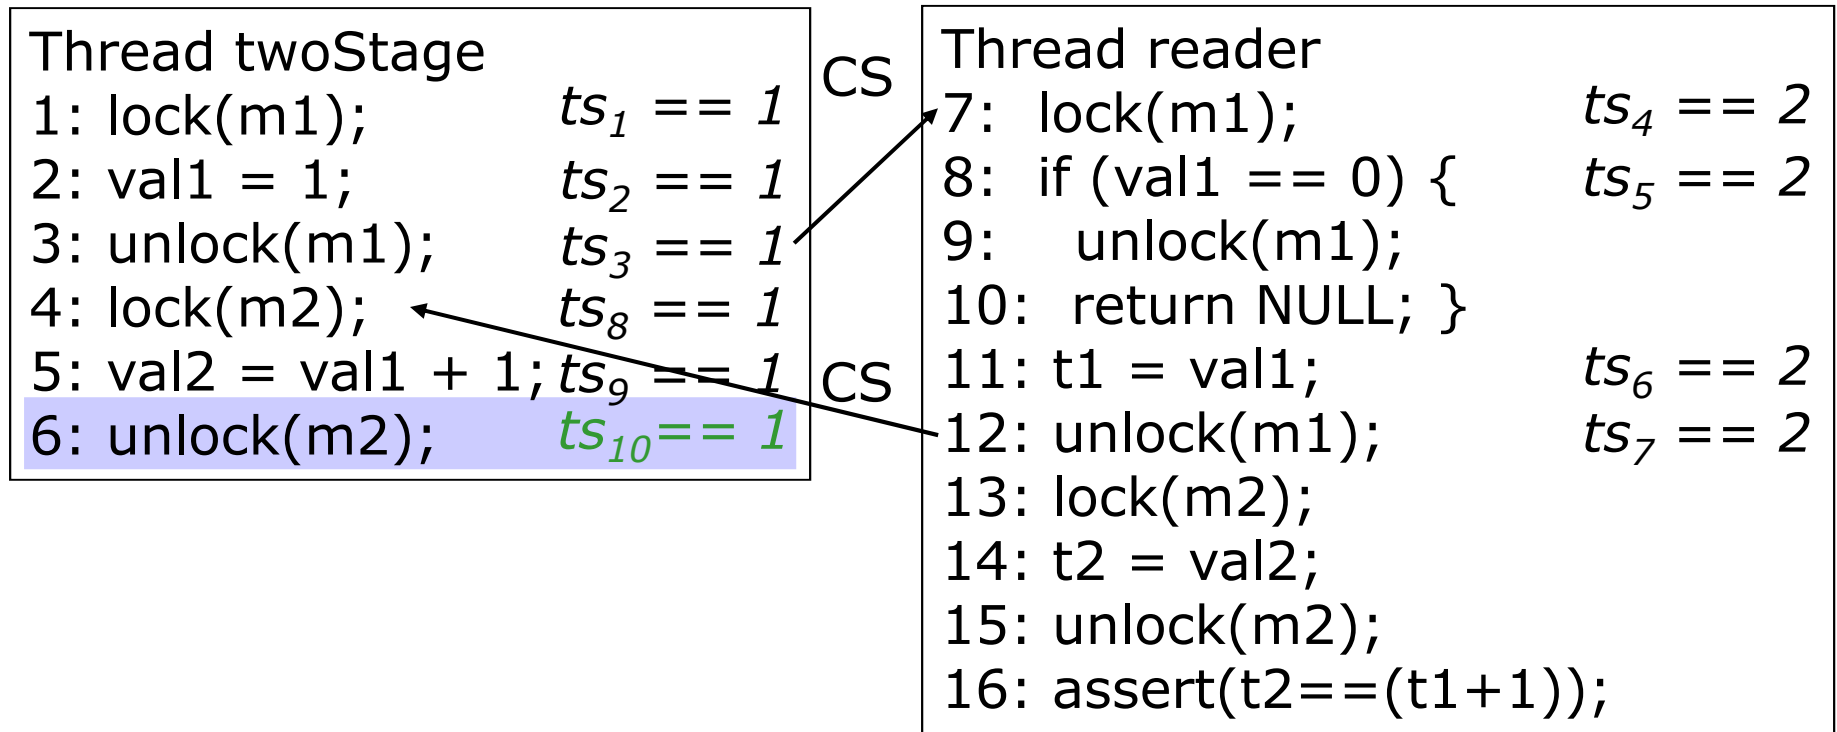 Thread twoStage
1: lock(m1); ts1 == 1
2: val1 = 1; ts2 == 1
3: unlock(m1); ts3 == 1
4: lock(m2); ts8 == 1
5: val2 = val1 + 1; ts9 == 1
6: unlock(m2); ts10== 1
CS
CS
Thread reader
7: lock(m1); ts4 == 2
8: if (val1 == 0) { ts5 == 2
9: unlock(m1);
10: return NULL; }
11: t1 = val1; ts6 == 2
12: unlock(m1); ts7 == 2
13: lock(m2);
14: t2 = val2;
15: unlock(m2);
16: assert(t2==(t1+1));